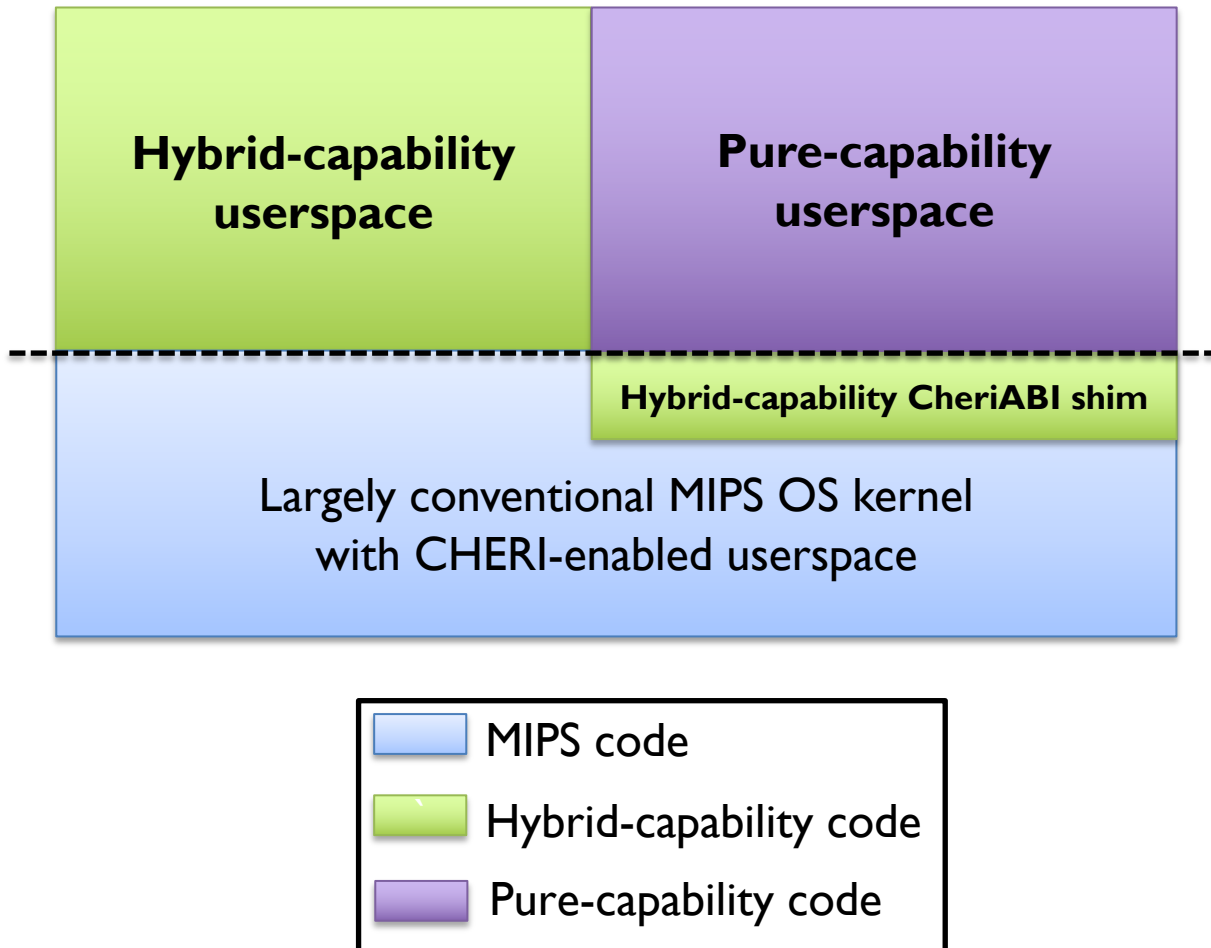 Hybrid-capability
userspace
Pure-capability
userspace
Hybrid-capability CheriABI shim
Largely conventional MIPS OS kernel
with CHERI-enabled userspace
MIPS code
`
Hybrid-capability code
Pure-capability code